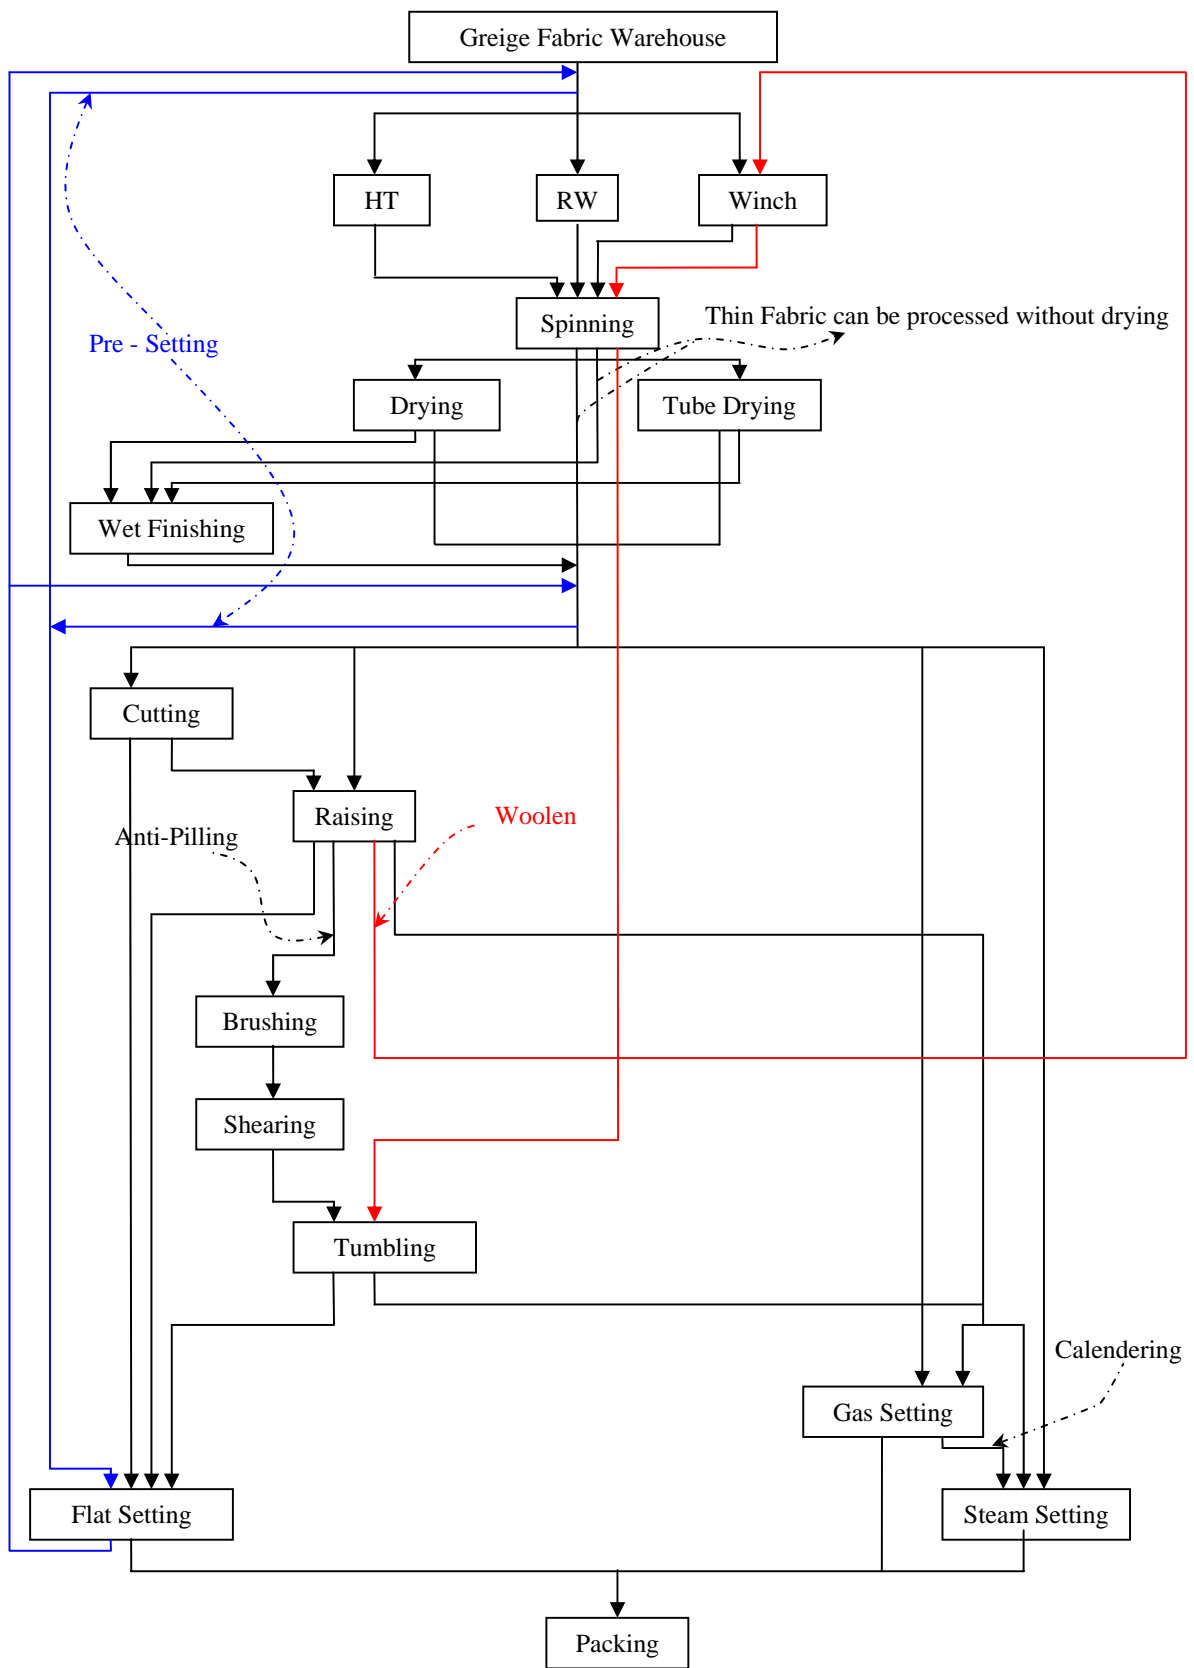 Greige Fabric Warehouse
HT
RW
Winch
Spinning
Thin Fabric can be processed without drying
Pre - Setting
Drying
Tube Drying
Wet Finishing
Cutting
Raising
Woolen
Anti-Pilling
Brushing
Shearing
Tumbling
Calendering
Gas Setting
Flat Setting
Steam Setting
Packing